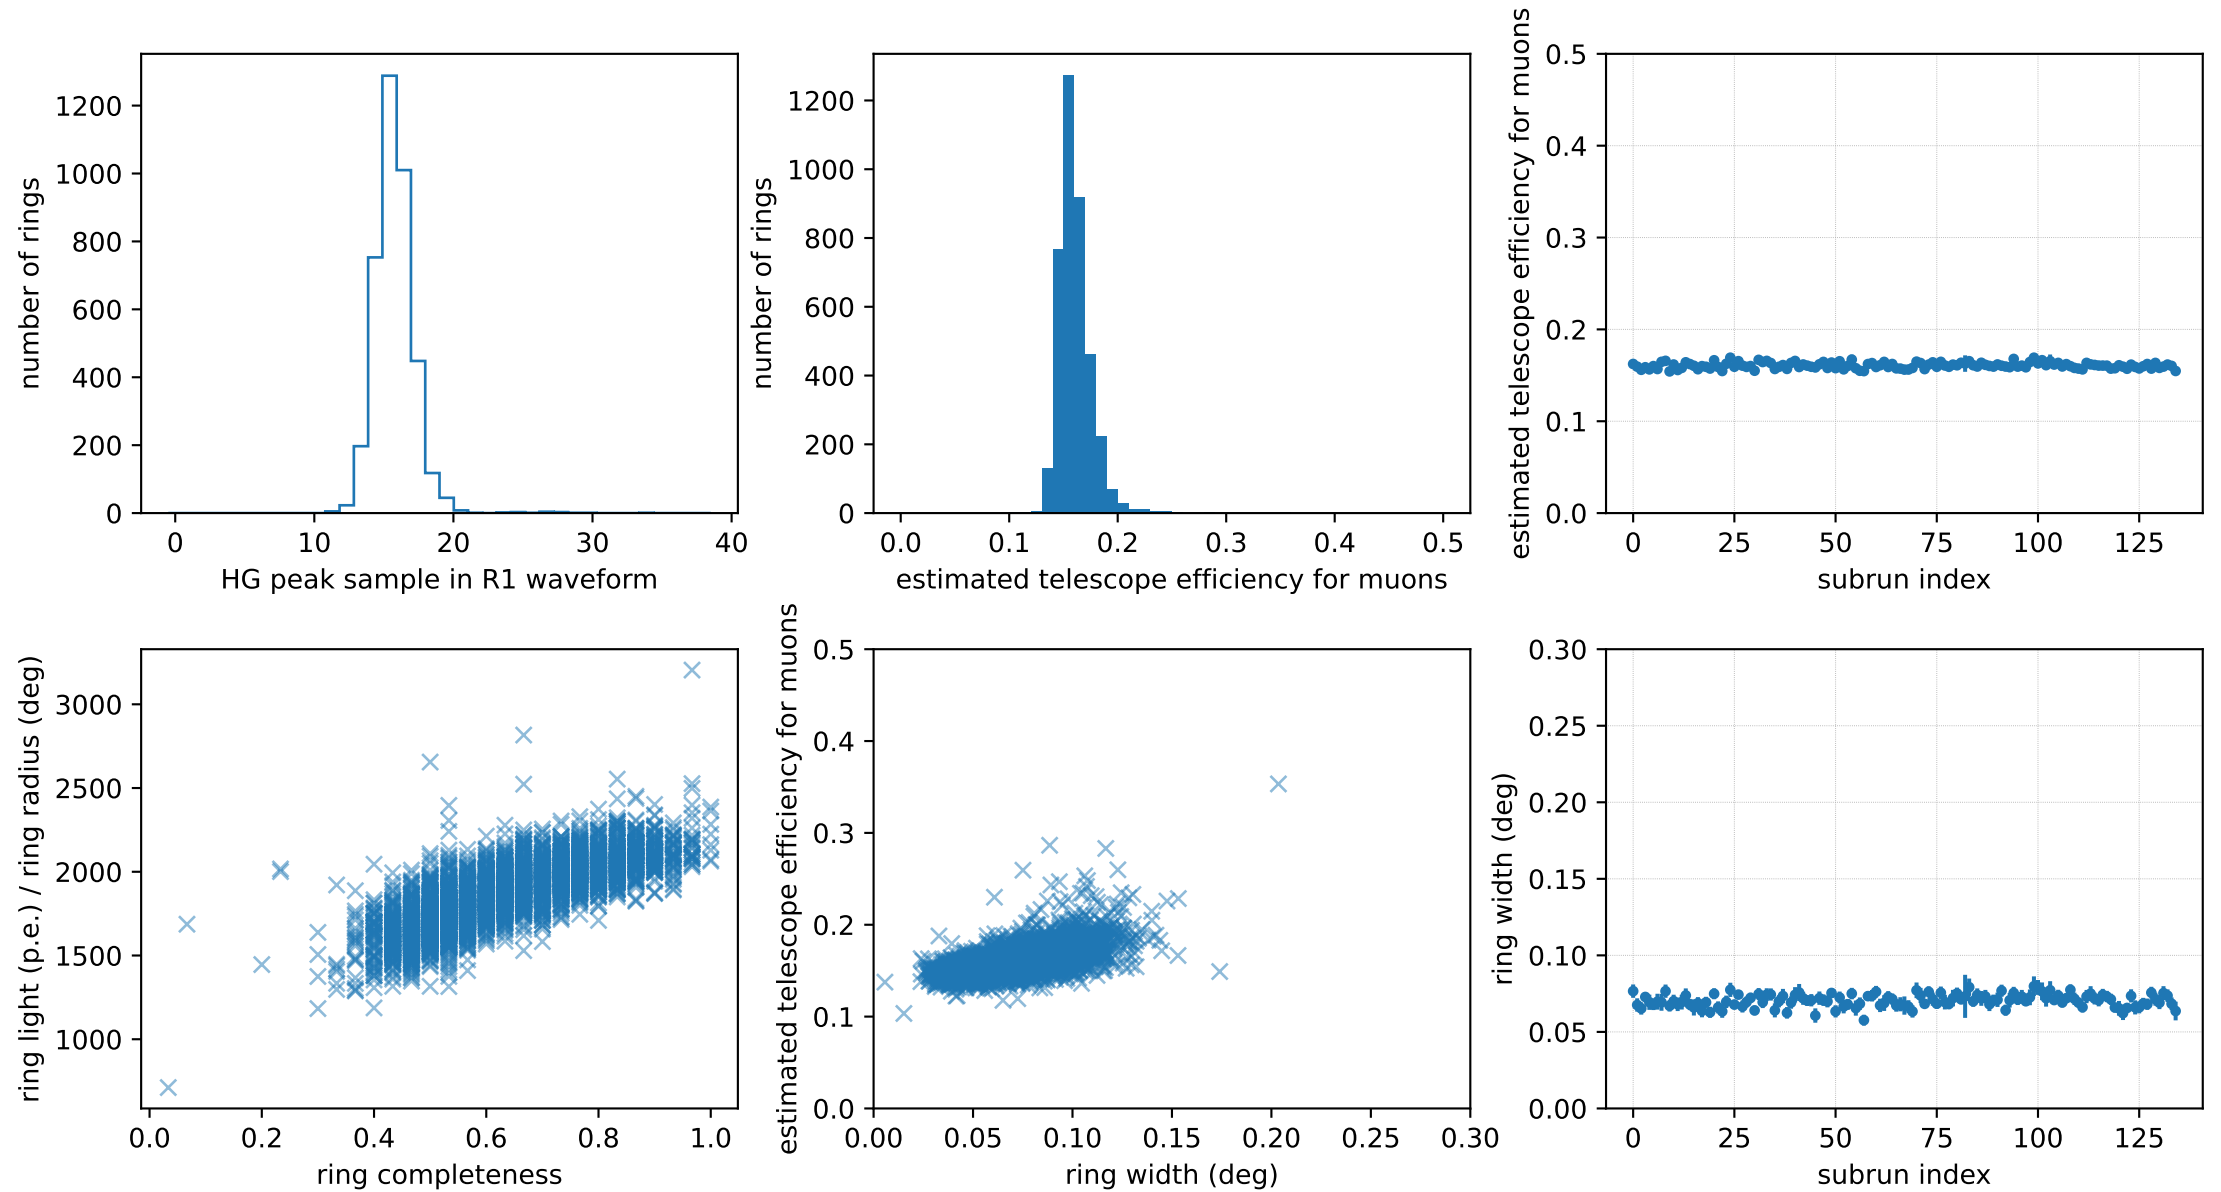 number of rings
1200
1000
800
600
400
200
0
0 10 20 30 40
HG peak sample in R1 waveform
number of rings
1200
1000
800
600
400
200
0
0.0 0.1 0.2 0.3 0.4 0.5
estimated telescope efficiency for muons
estimated telescope efficiency for muons
0.5
0.4
0.3
0.2
0.1
0.0
0 25 50 75 100 125
subrun index
ring light (p.e.) / ring radius (deg)
3000
2500
2000
1500
1000
0.0 0.2 0.4 0.6 0.8 1.0
ring completeness
estimated telescope efficiency for muons
0.5
0.4
0.3
0.2
0.1
0.0
0.00 0.05 0.10 0.15 0.20 0.25 0.30
ring width (deg)
ring width (deg)
0.30
0.25
0.20
0.15
0.10
0.05
0.00
0 25 50 75 100 125
subrun index